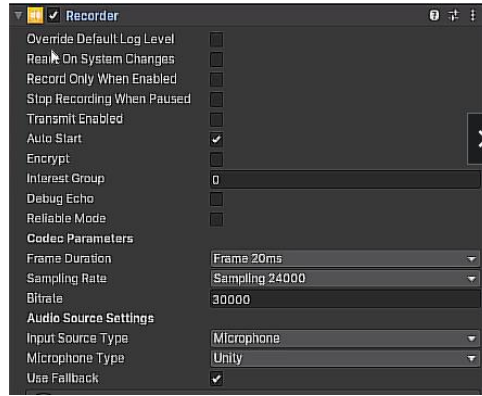 Recorder
Override Default Log Level
React On System Changes
Record Only When Enabled
Stop Recording When Paused
Transmit Enabled
Auto Start
Encrypt
Interest Group 0
Debug Echo
Reliable Mode
Codec Parameters
Frame Duration Frame 20ms
Sampling Rate Sampling 24000
Bitrate 30000
Audio Source Settings
Input Source Type Microphone
Microphone Type Unity
Use Fallback